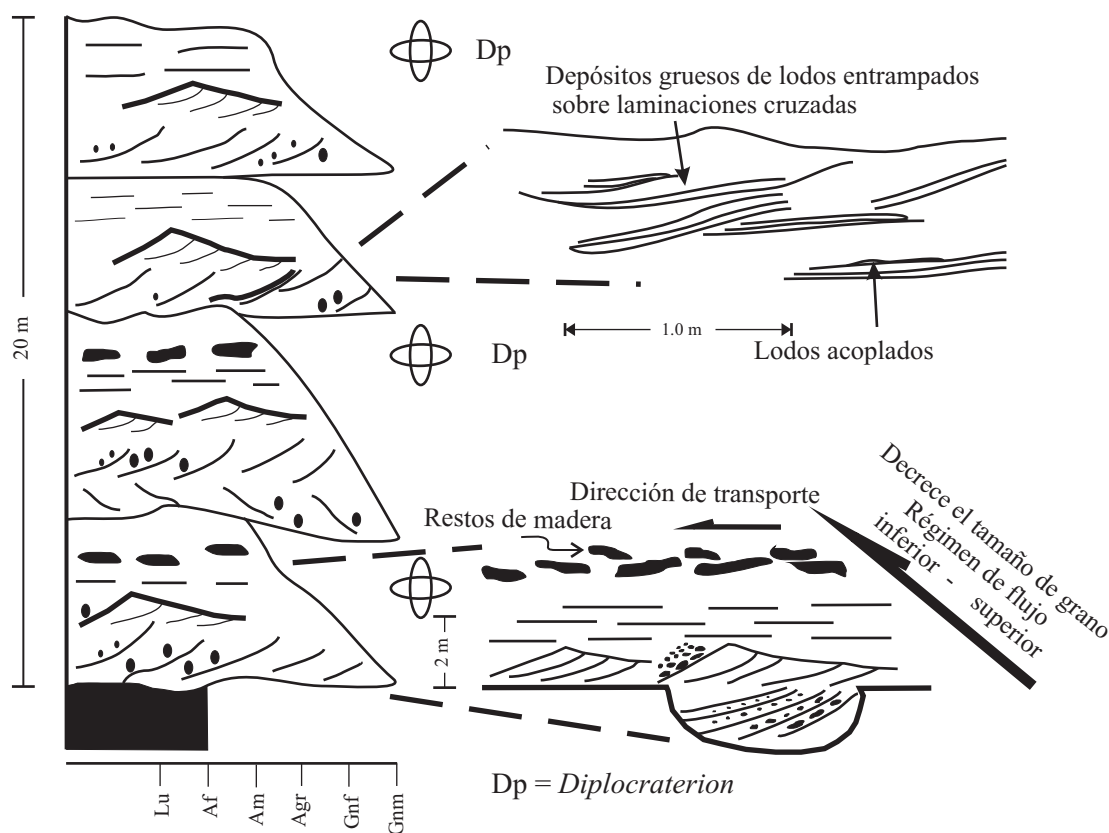 20 m
Dp
Depósitos gruesos de lodos entrampados
sobre laminaciones cruzadas
1.0 m
Lodos acoplados
Dp
Dirección de transporte
Restos de madera
Decrece el tamaño de grano
Régimen de flujo
inferior - superior
2 m
Lu
Af
Am
Agr
Gnf
Gnm
Dp = Diplocraterion